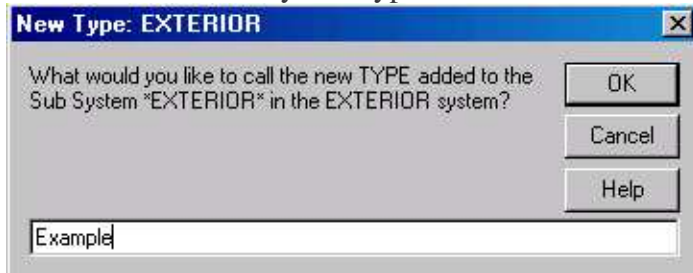 New Type: EXTERIOR
What would you like to call the new TYPE added to the
Sub System *EXTERIOR* in the EXTERIOR system?
OK
Cancel
Help
Example